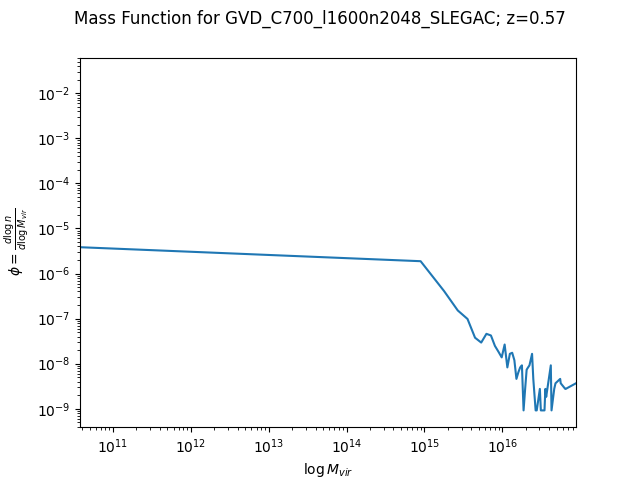 Mass Function for GVD_C700_l1600n2048_SLEGAC; z=0.57
10⁻²
10⁻³
10⁻⁴
10⁻⁵
10⁻⁶
10⁻⁷
10⁻⁸
10⁻⁹
ϕ = d log n / d log M_vir
10¹¹ 10¹² 10¹³ 10¹⁴ 10¹⁵ 10¹⁶
log M_vir